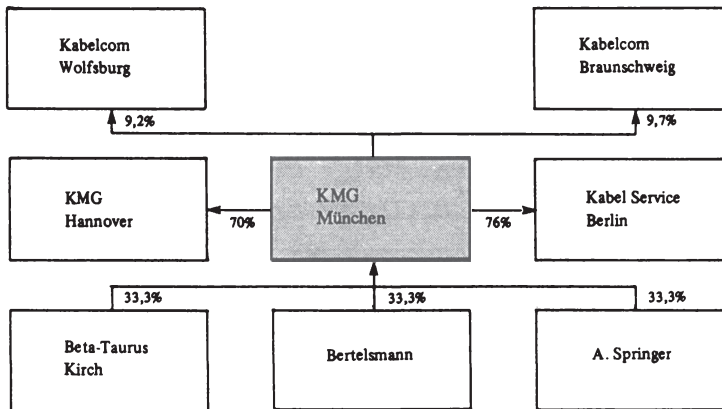 Kabelcom
Wolfsburg
Kabelcom
Braunschweig
9,2%
9,7%
KMG
Hannover
KMG
München
Kabel Service
Berlin
70%
76%
33,3%
33,3%
33,3%
Beta-Taurus
Kirch
Bertelsmann
A. Springer